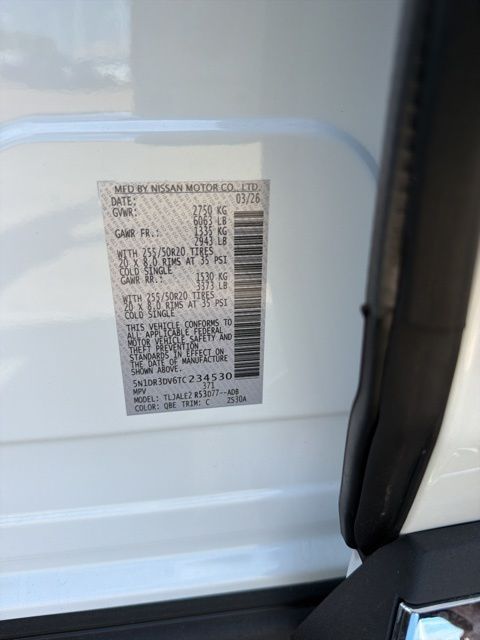 MFD BY NISSAN MOTOR CO., LTD.
DATE: 03/26
GVWR: 2750 KG
6063 LB
GAWR FR.: 1335 KG
2943 LB
WITH 255/50R20 TIRES
20 X 8.0 RIMS AT 35 PSI
COLD SINGLE
GAWR RR.: 1530 KG
3373 LB
WITH 255/50R20 TIRES
20 X 8.0 RIMS AT 35 PSI
COLD SINGLE
THIS VEHICLE CONFORMS TO
ALL APPLICABLE FEDERAL
MOTOR VEHICLE SAFETY AND
THEFT PREVENTION
STANDARDS IN EFFECT ON
THE DATE OF MANUFACTURE
SHOWN ABOVE.
5N1DR3DV6TC234530
MPV 371
MODEL: TLJALE2 R53D77--ADB
COLOR: QBE TRIM: C 2S30A